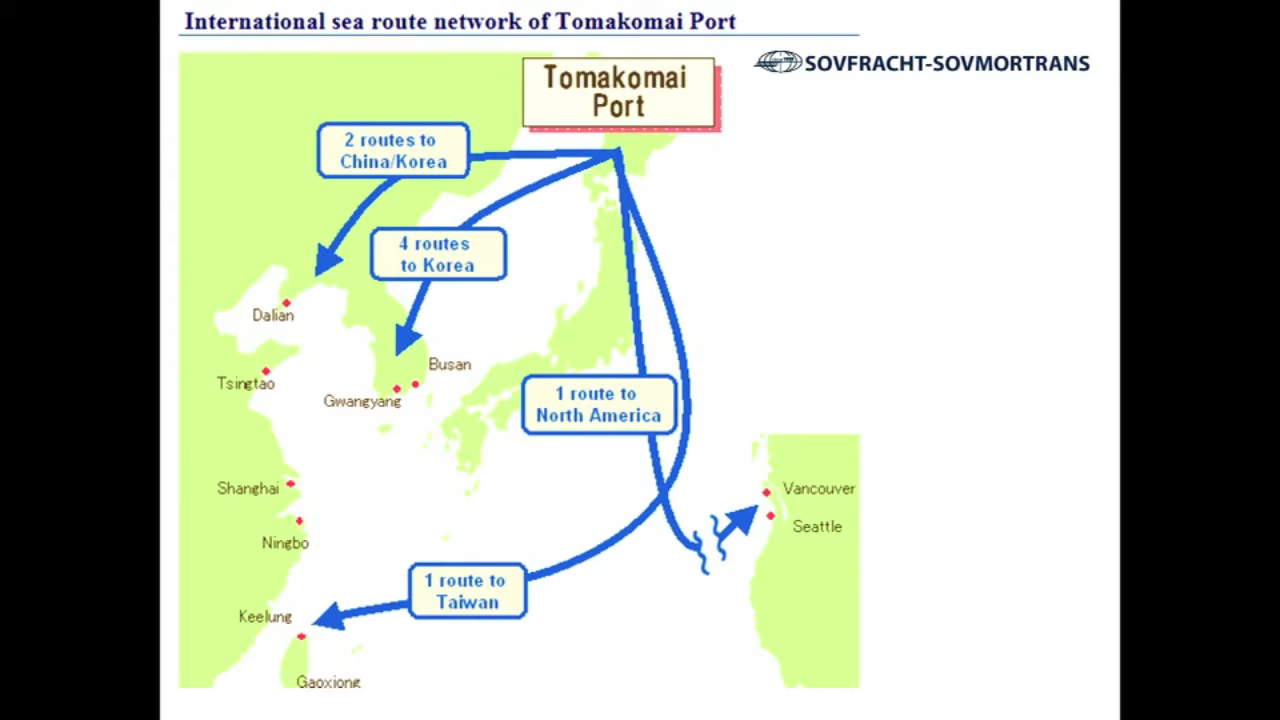 International sea route network of Tomakomai Port
SOVFRACHT-SOVMORTRANS
Tomakomai
Port
2 routes to
China/Korea
4 routes
to Korea
Dalian
Busan
Tsingtao
Gwangyang
1 route to
North America
Shanghai
Vancouver
Seattle
Ningbo
1 route to
Taiwan
Keelung
Gaoxiong